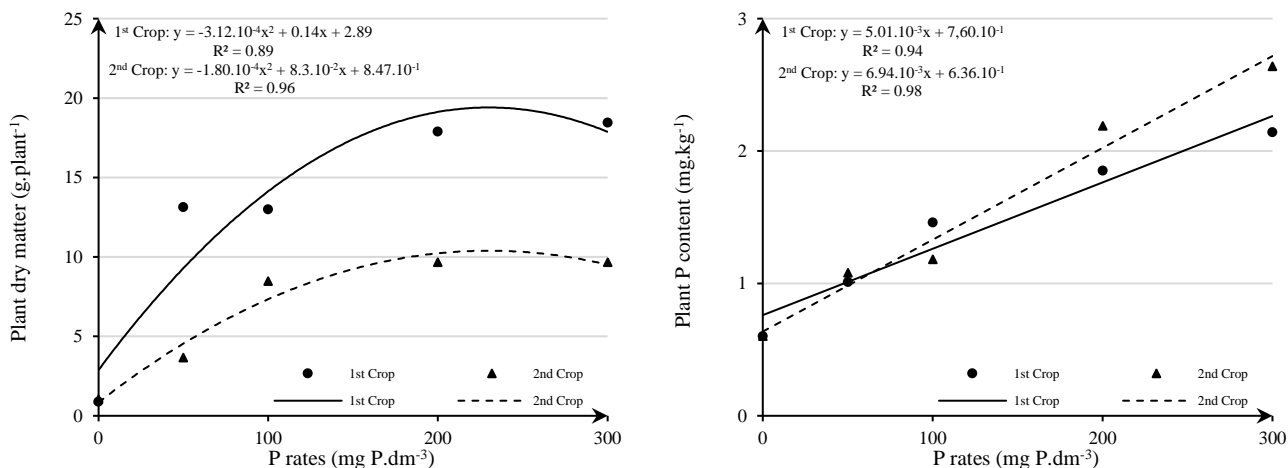 25
20
15
10
5
0
Plant dry matter (g.plant⁻¹)
1st Crop: y = -3.12.10⁻⁴x² + 0.14x + 2.89
R² = 0.89
2ⁿᵈ Crop: y = -1.80.10⁻⁴x² + 8.3.10⁻²x + 8.47.10⁻¹
R² = 0.96
1st Crop 2nd Crop
1st Crop 2nd Crop
0 100 200 300
P rates (mg P.dm⁻³)
3
2
1
0
Plant P content (mg.kg⁻¹)
1st Crop: y = 5.01.10⁻³x + 7,60.10⁻¹
R² = 0.94
2ⁿᵈ Crop: y = 6.94.10⁻³x + 6.36.10⁻¹
R² = 0.98
1st Crop 2nd Crop
1st Crop 2nd Crop
0 100 200 300
P rates (mg P.dm⁻³)